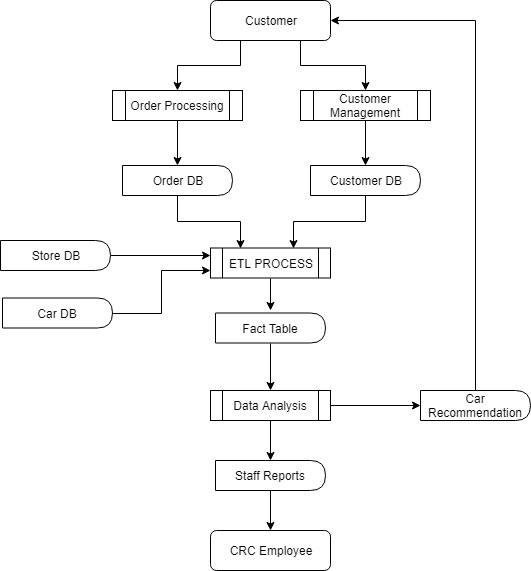 Customer
Order Processing
Customer
Management
Order DB
Customer DB
Store DB
ETL PROCESS
Car DB
Fact Table
Data Analysis
Car
Recommendation
Staff Reports
CRC Employee